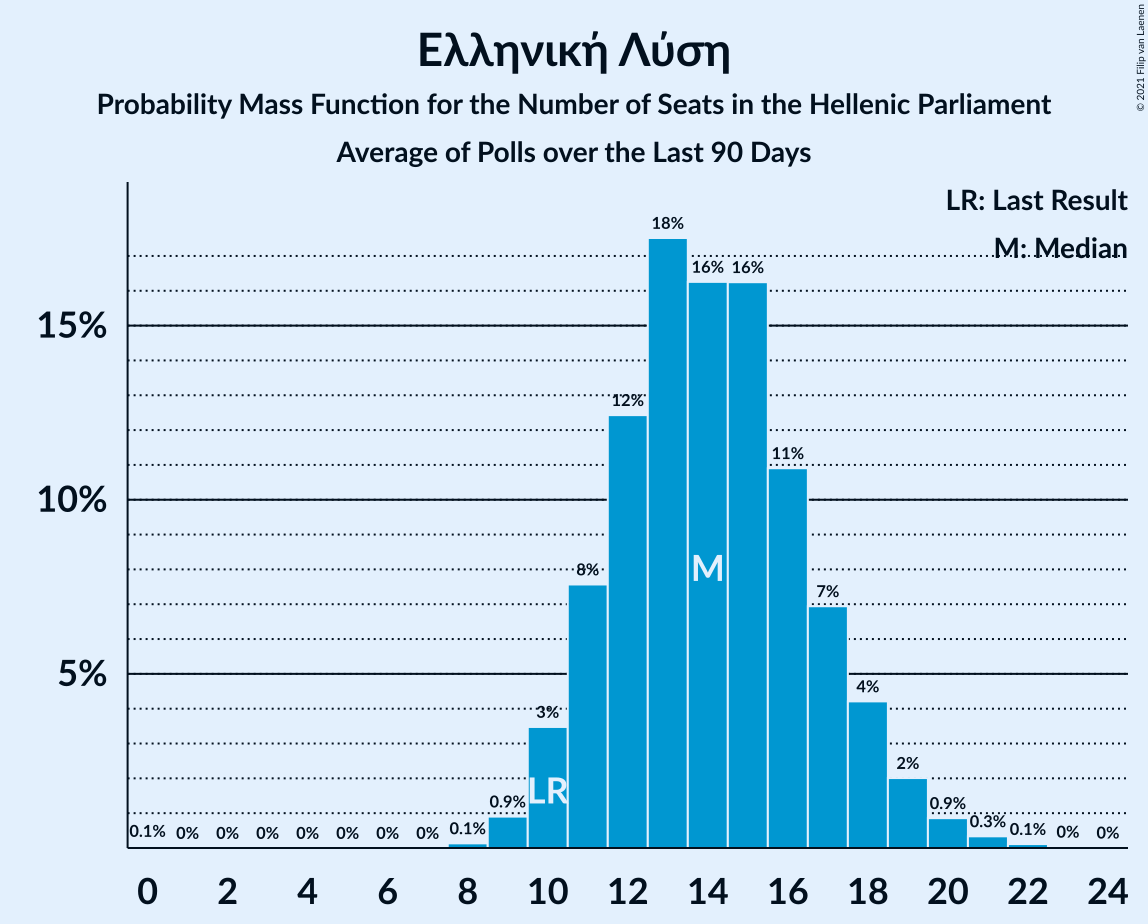 Ελληνική Λύση
Probability Mass Function for the Number of Seats in the Hellenic Parliament
Average of Polls over the Last 90 Days
© 2021 Filip van Laenen
LR: Last Result
M: Median
18%
16% 16%
15%
12%
11%
10%
8%
M
7%
5%
4%
3%
2%
LR
0.9% 0.9%
0.1% 0% 0% 0% 0% 0% 0% 0% 0.1% 0.3% 0.1% 0% 0%
0 2 4 6 8 10 12 14 16 18 20 22 24